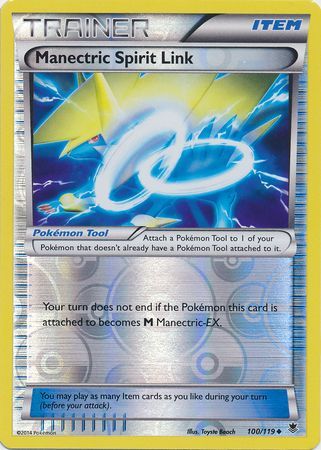 TRAINER ITEM
Manectric Spirit Link
Pokémon Tool
Attach a Pokémon Tool to 1 of your
Pokémon that doesn't already have a Pokémon Tool attached to it.
Your turn does not end if the Pokémon this card
is attached to becomes M Manectric-EX.
You may play as many Item cards as you like during your turn
(before your attack).
©2014 Pokémon
Illus. Toyste Beach
100/119